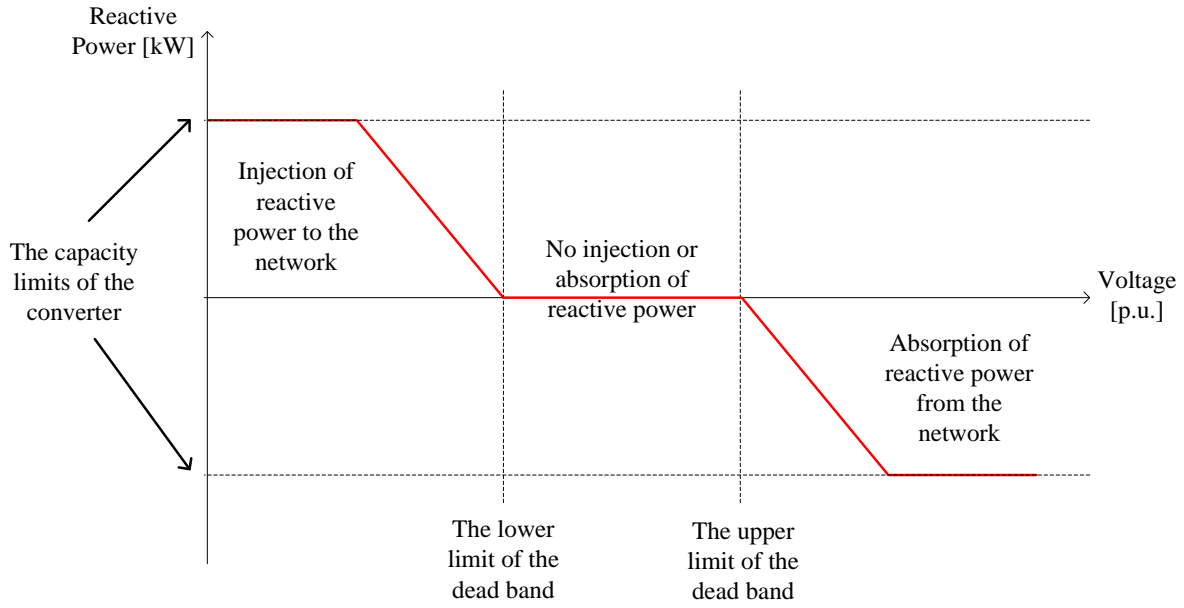 Reactive
Power [kW]
Injection of
reactive
power to the
network
The capacity
limits of the
converter
No injection or
absorption of
reactive power
Voltage
[p.u.]
Absorption of
reactive power
from the
network
The lower
limit of the
dead band
The upper
limit of the
dead band